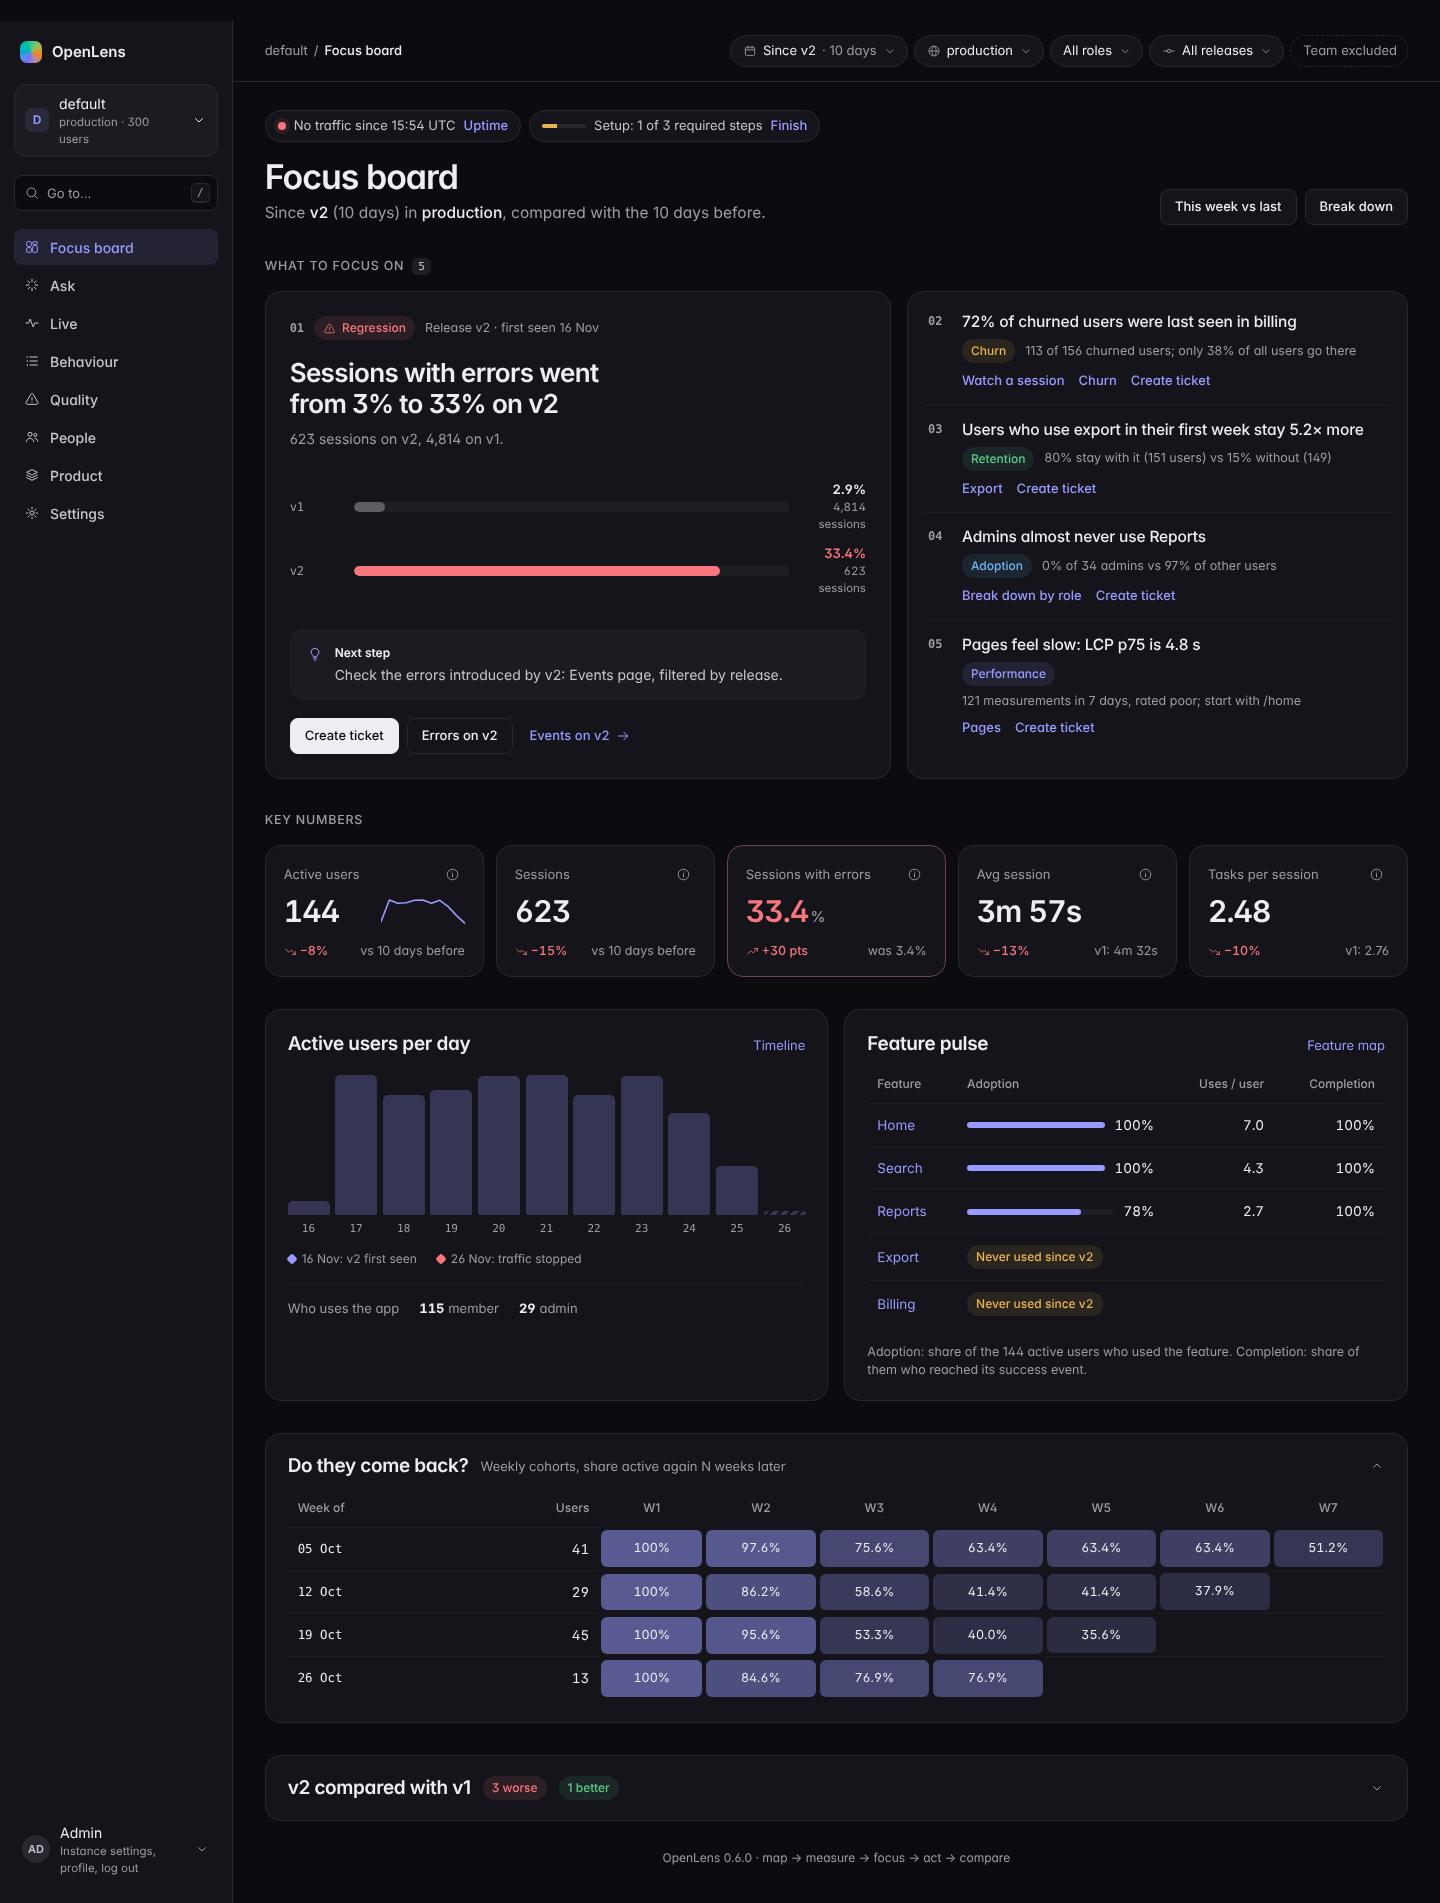 OpenLens
D
default
production · 300
users
Go to...
/
Focus board
Ask
Live
Behaviour
Quality
People
Product
Settings
AD
Admin
Instance settings,
profile, log out
default / Focus board
Since v2 · 10 days
production
All roles
All releases
Team excluded
No traffic since 15:54 UTC Uptime
Setup: 1 of 3 required steps Finish
Focus board
Since v2 (10 days) in production, compared with the 10 days before.
This week vs last
Break down
WHAT TO FOCUS ON 5
01 Regression Release v2 · first seen 16 Nov
Sessions with errors went
from 3% to 33% on v2
623 sessions on v2, 4,814 on v1.
v1
2.9%
4,814
sessions
v2
33.4%
623
sessions
Next step
Check the errors introduced by v2: Events page, filtered by release.
Create ticket
Errors on v2
Events on v2 →
02 72% of churned users were last seen in billing
Churn 113 of 156 churned users; only 38% of all users go there
Watch a session Churn Create ticket
03 Users who use export in their first week stay 5.2× more
Retention 80% stay with it (151 users) vs 15% without (149)
Export Create ticket
04 Admins almost never use Reports
Adoption 0% of 34 admins vs 97% of other users
Break down by role Create ticket
05 Pages feel slow: LCP p75 is 4.8 s
Performance
121 measurements in 7 days, rated poor; start with /home
Pages Create ticket
KEY NUMBERS
Active users
144
−8% vs 10 days before
Sessions
623
−15% vs 10 days before
Sessions with errors
33.4%
+30 pts was 3.4%
Avg session
3m 57s
−13% v1: 4m 32s
Tasks per session
2.48
−10% v1: 2.76
Active users per day Timeline
16 17 18 19 20 21 22 23 24 25 26
16 Nov: v2 first seen 26 Nov: traffic stopped
Who uses the app 115 member 29 admin
Feature pulse Feature map
Feature Adoption Uses / user Completion
Home 100% 7.0 100%
Search 100% 4.3 100%
Reports 78% 2.7 100%
Export Never used since v2
Billing Never used since v2
Adoption: share of the 144 active users who used the feature. Completion: share of
them who reached its success event.
Do they come back? Weekly cohorts, share active again N weeks later
Week of Users W1 W2 W3 W4 W5 W6 W7
05 Oct 41 100% 97.6% 75.6% 63.4% 63.4% 63.4% 51.2%
12 Oct 29 100% 86.2% 58.6% 41.4% 41.4% 37.9%
19 Oct 45 100% 95.6% 53.3% 40.0% 35.6%
26 Oct 13 100% 84.6% 76.9% 76.9%
v2 compared with v1 3 worse 1 better
OpenLens 0.6.0 · map → measure → focus → act → compare